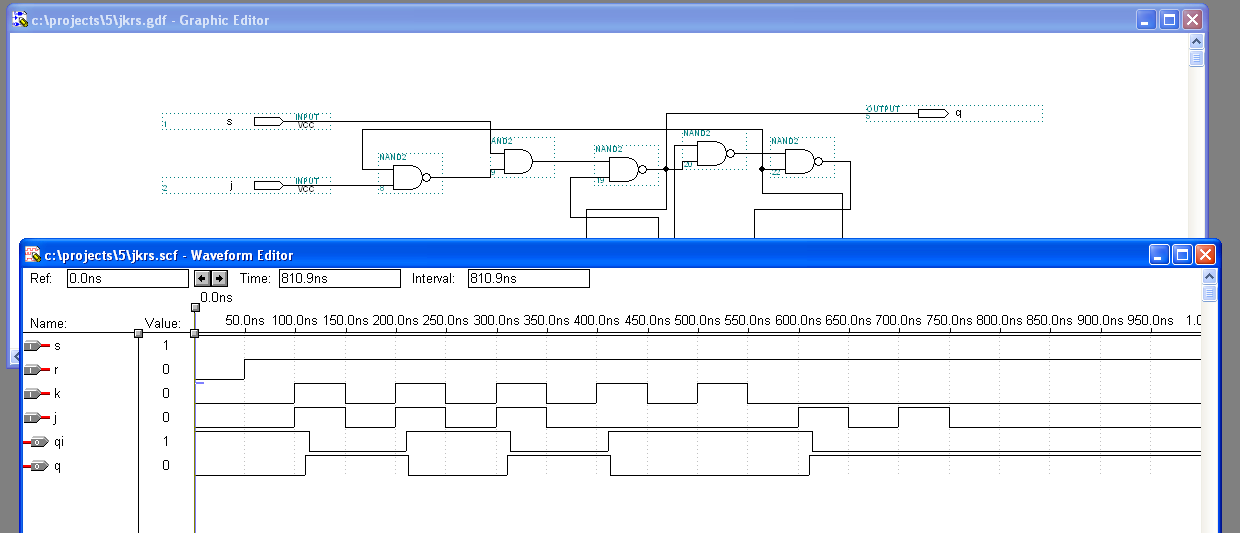 c:\projects\5\jkrs.gdf - Graphic Editor
OUTPUT
5 q
INPUT
VCC
1 s
NAND2
20
AND2
9
NAND2
22
NAND2
19
NAND2
8
INPUT
VCC
2 j
c:\projects\5\jkrs.scf - Waveform Editor
Ref: 0.0ns Time: 810.9ns Interval: 810.9ns
0.0ns
Name: Value: 50.0ns 100.0ns 150.0ns 200.0ns 250.0ns 300.0ns 350.0ns 400.0ns 450.0ns 500.0ns 550.0ns 600.0ns 650.0ns 700.0ns 750.0ns 800.0ns 850.0ns 900.0ns 950.0ns 1.0
s 1
r 0
k 0
j 0
qi 1
q 0